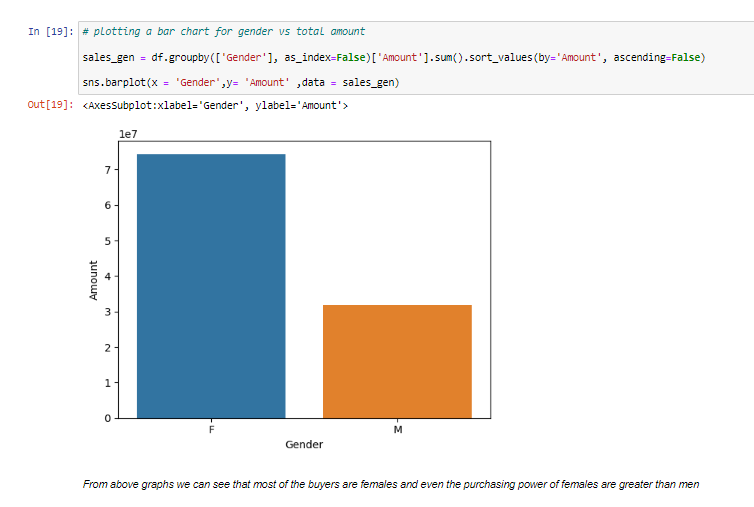 In [19]: # plotting a bar chart for gender vs total amount
sales_gen = df.groupby(['Gender'], as_index=False)['Amount'].sum().sort_values(by='Amount', ascending=False)
sns.barplot(x = 'Gender',y= 'Amount' ,data = sales_gen)
Out[19]: <AxesSubplot:xlabel='Gender', ylabel='Amount'>
1e7
7
6
5
4
Amount
3
2
1
0
F M
Gender
From above graphs we can see that most of the buyers are females and even the purchasing power of females are greater than men